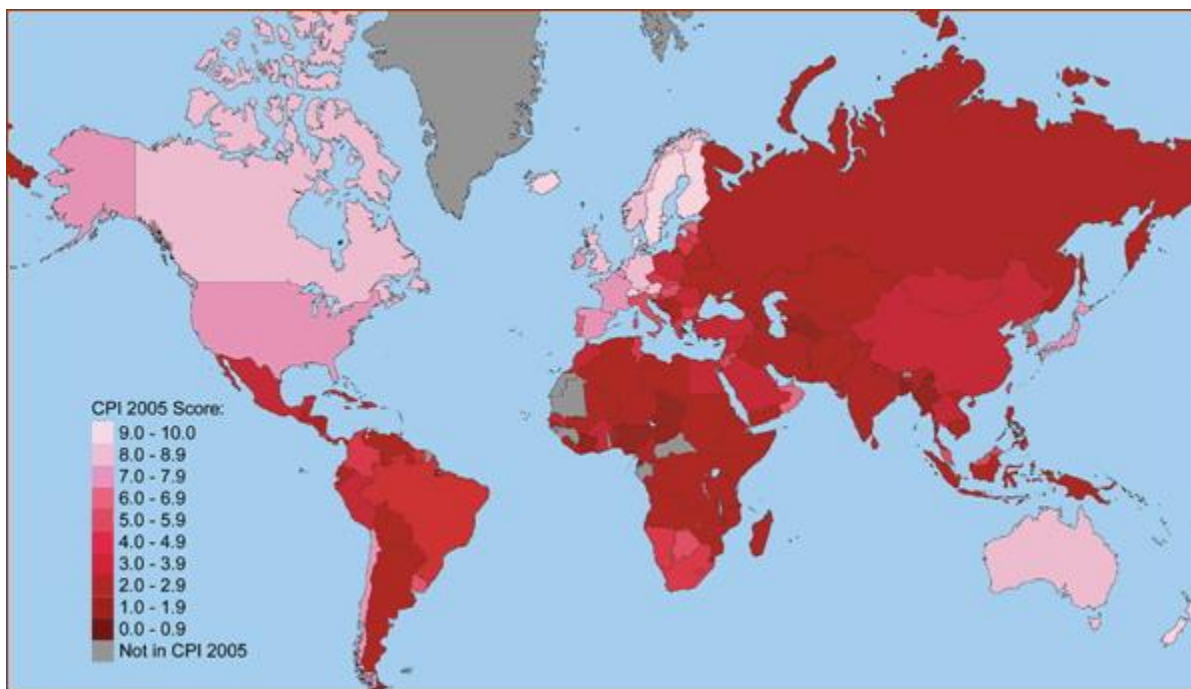 CPI 2005 Score:
9.0 - 10.0
8.0 - 8.9
7.0 - 7.9
6.0 - 6.9
5.0 - 5.9
4.0 - 4.9
3.0 - 3.9
2.0 - 2.9
1.0 - 1.9
0.0 - 0.9
Not in CPI 2005